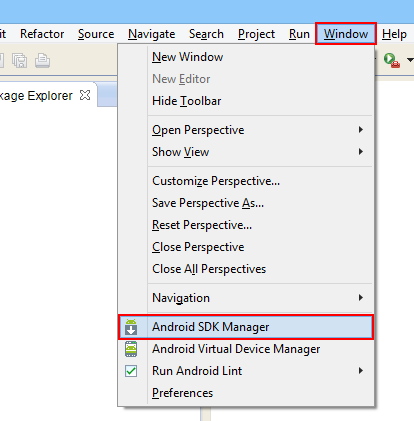 it Refactor Source Navigate Search Project Run Window Help
kage Explorer
New Window
New Editor
Hide Toolbar
Open Perspective
Show View
Customize Perspective...
Save Perspective As...
Reset Perspective...
Close Perspective
Close All Perspectives
Navigation
Android SDK Manager
Android Virtual Device Manager
Run Android Lint
Preferences